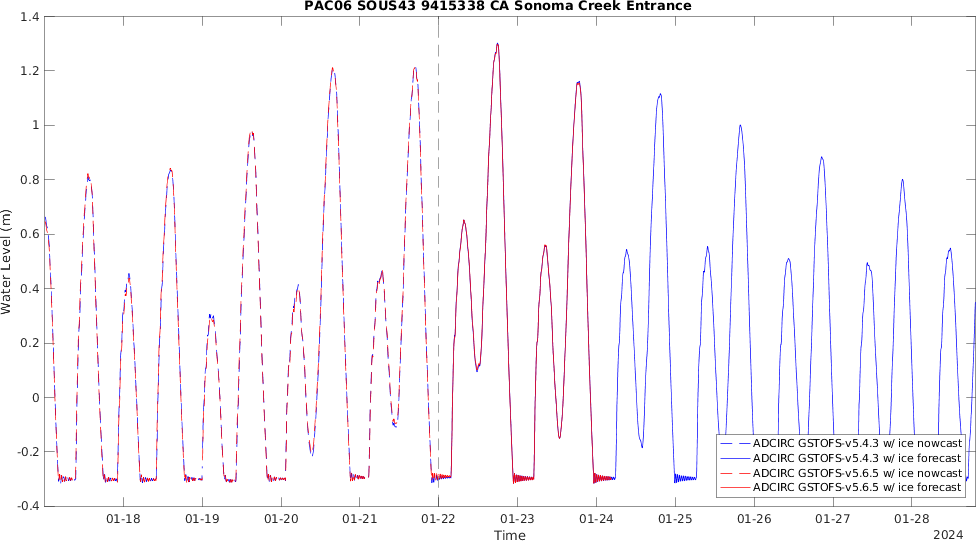 PAC06 SOUS43 9415338 CA Sonoma Creek Entrance
1.4
1.2
1
0.8
0.6
0.4
0.2
0
-0.2
-0.4
Water Level (m)
ADCIRC GSTOFS-v5.4.3 w/ ice nowcast
ADCIRC GSTOFS-v5.4.3 w/ ice forecast
ADCIRC GSTOFS-v5.6.5 w/ ice nowcast
ADCIRC GSTOFS-v5.6.5 w/ ice forecast
01-18 01-19 01-20 01-21 01-22 01-23 01-24 01-25 01-26 01-27 01-28
Time
2024